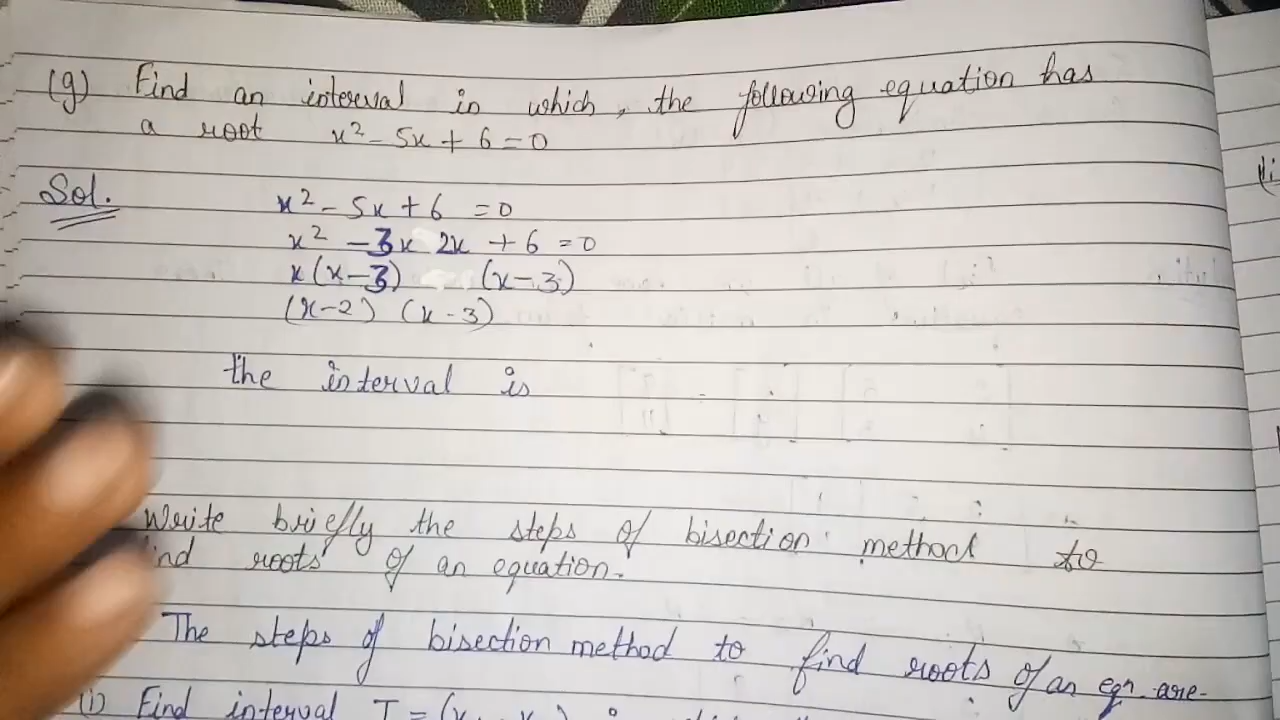 (g) Find an interval in which, the following equation has
a root x² - 5x + 6 = 0
Sol.
x² - 5x + 6 = 0
x² - 3x 2x + 6 = 0
x(x-3) (x-3)
(x-2) (x-3)
the interval is
Write briefly the steps of bisection method to
roots of an equation.
The steps of bisection method to find roots of an eqn. are-
(i) Find interval I = (x